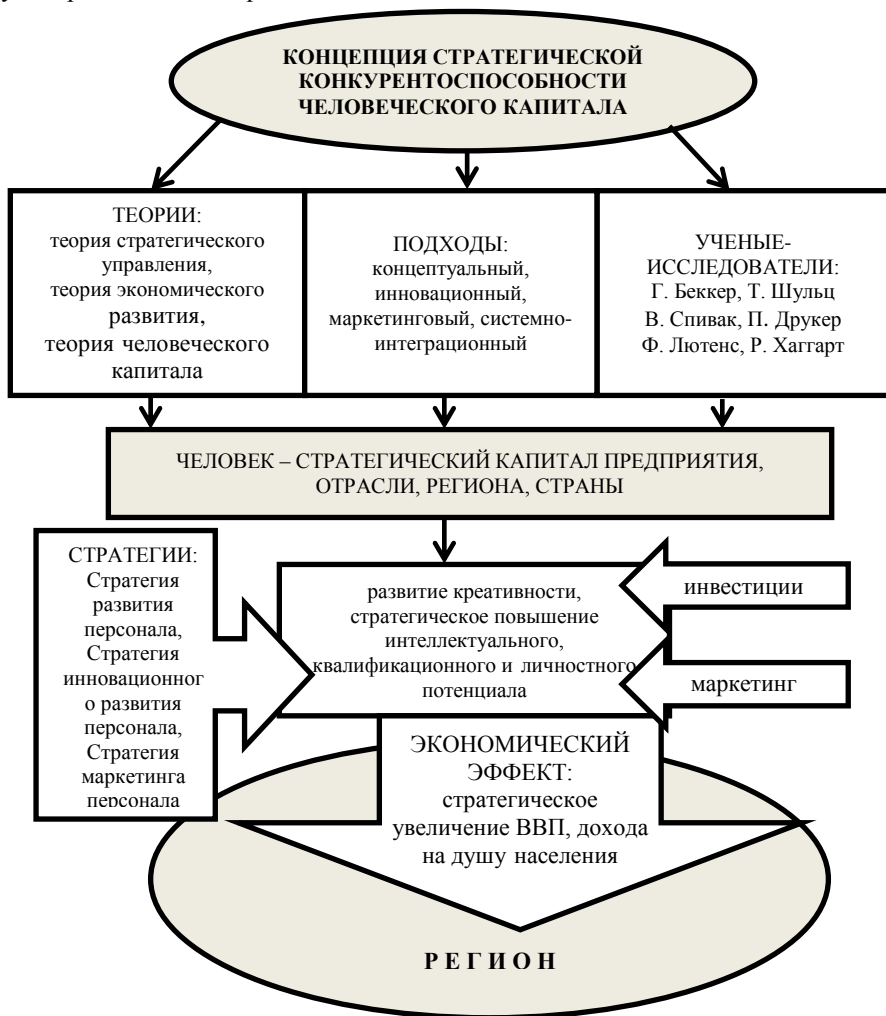 КОНЦЕПЦИЯ СТРАТЕГИЧЕСКОЙ
КОНКУРЕНТОСПОСОБНОСТИ
ЧЕЛОВЕЧЕСКОГО КАПИТАЛА
ТЕОРИИ:
теория стратегического
управления,
теория экономического
развития,
теория человеческого
капитала
ПОДХОДЫ:
концептуальный,
инновационный,
маркетинговый, системно-
интеграционный
УЧЕНЫЕ-
ИССЛЕДОВАТЕЛИ:
Г. Беккер, Т. Шульц
В. Спивак, П. Друкер
Ф. Лютенс, Р. Хаггарт
ЧЕЛОВЕК – СТРАТЕГИЧЕСКИЙ КАПИТАЛ ПРЕДПРИЯТИЯ,
ОТРАСЛИ, РЕГИОНА, СТРАНЫ
СТРАТЕГИИ:
Стратегия
развития
персонала,
Стратегия
инновационног
о развития
персонала,
Стратегия
маркетинга
персонала
развитие креативности,
стратегическое повышение
интеллектуального,
квалификационного и личностного
потенциала
инвестиции
маркетинг
ЭКОНОМИЧЕСКИЙ
ЭФФЕКТ:
стратегическое
увеличение ВВП, дохода
на душу населения
Р Е Г И О Н